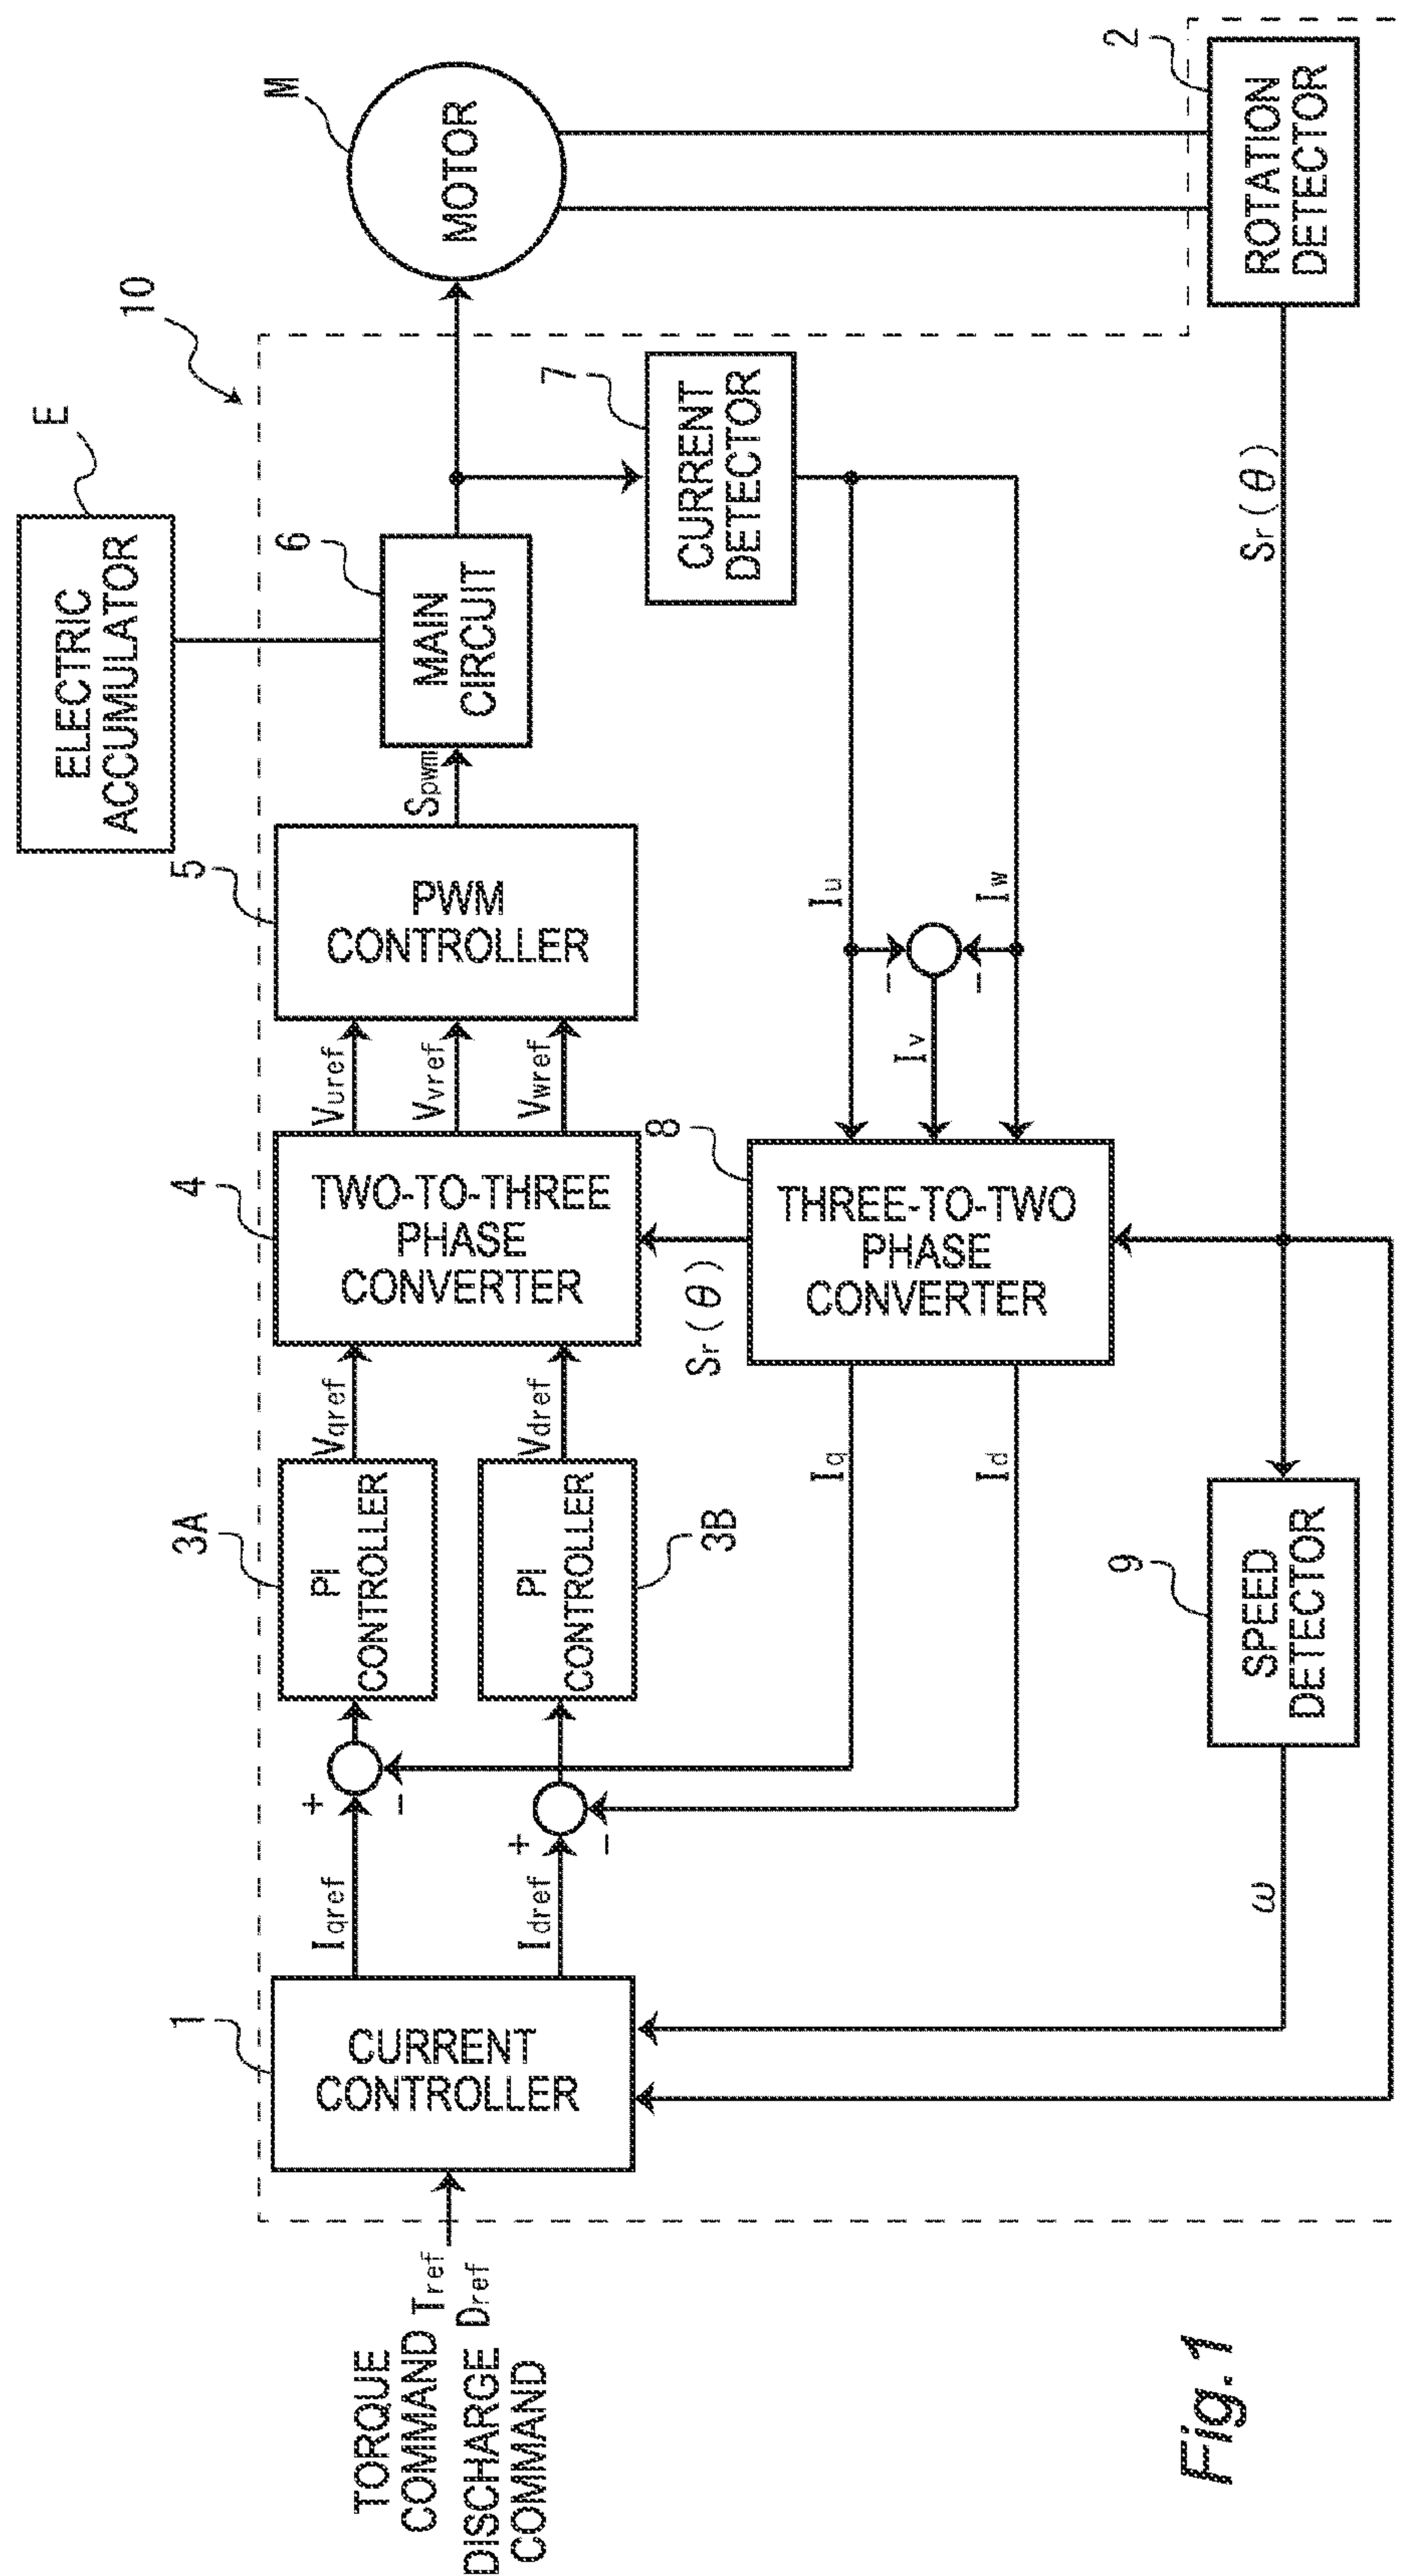 E
ELECTRIC
ACCUMULATOR
10
M
MOTOR
1
CURRENT
CONTROLLER
TORQUE
COMMAND Tref
DISCHARGE Dref
COMMAND
Iqref
+
−
Idref
+
−
3A
PI
CONTROLLER
3B
PI
CONTROLLER
Vqref
Vdref
4
TWO-TO-THREE
PHASE
CONVERTER
Vuref
Vvref
Vwref
5
PWM
CONTROLLER
Spwm
6
MAIN
CIRCUIT
7
CURRENT
DETECTOR
Iu
Iw
−
−
Iv
8
THREE-TO-TWO
PHASE
CONVERTER
Sr(θ)
Iq
Id
9
SPEED
DETECTOR
ω
Sr(θ)
2
ROTATION
DETECTOR
Fig.1